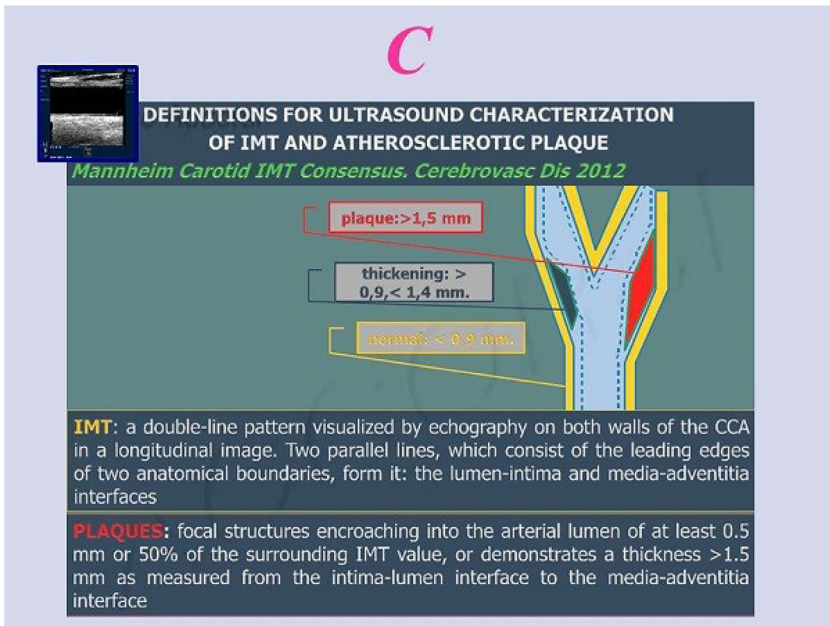 C
DEFINITIONS FOR ULTRASOUND CHARACTERIZATION
OF IMT AND ATHEROSCLEROTIC PLAQUE
Mannheim Carotid IMT Consensus. Cerebrovasc Dis 2012
plaque:>1,5 mm
thickening: >
0,9,< 1,4 mm.
normal: < 0.9 mm.
IMT: a double-line pattern visualized by echography on both walls of the CCA
in a longitudinal image. Two parallel lines, which consist of the leading edges
of two anatomical boundaries, form it: the lumen-intima and media-adventitia
interfaces
PLAQUES: focal structures encroaching into the arterial lumen of at least 0.5
mm or 50% of the surrounding IMT value, or demonstrates a thickness >1.5
mm as measured from the intima-lumen interface to the media-adventitia
interface